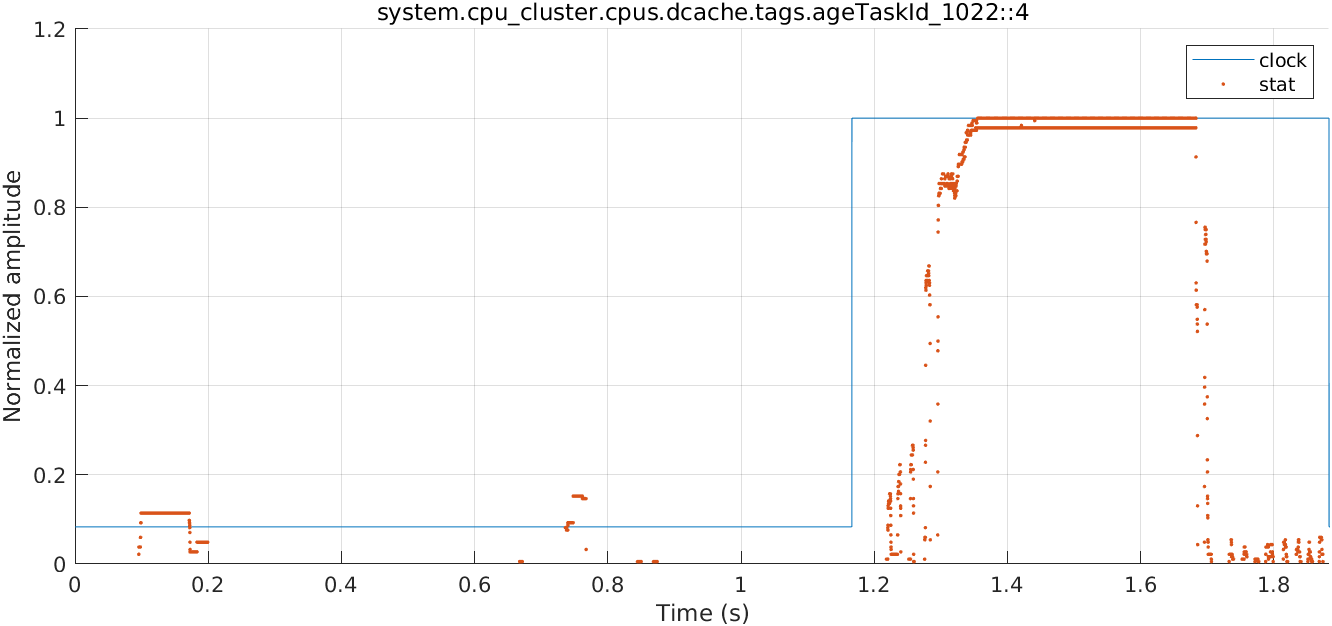 system.cpu_cluster.cpus.dcache.tags.ageTaskId_1022::4
1.2
1
0.8
0.6
0.4
0.2
0
Normalized amplitude
clock
stat
0 0.2 0.4 0.6 0.8 1 1.2 1.4 1.6 1.8
Time (s)